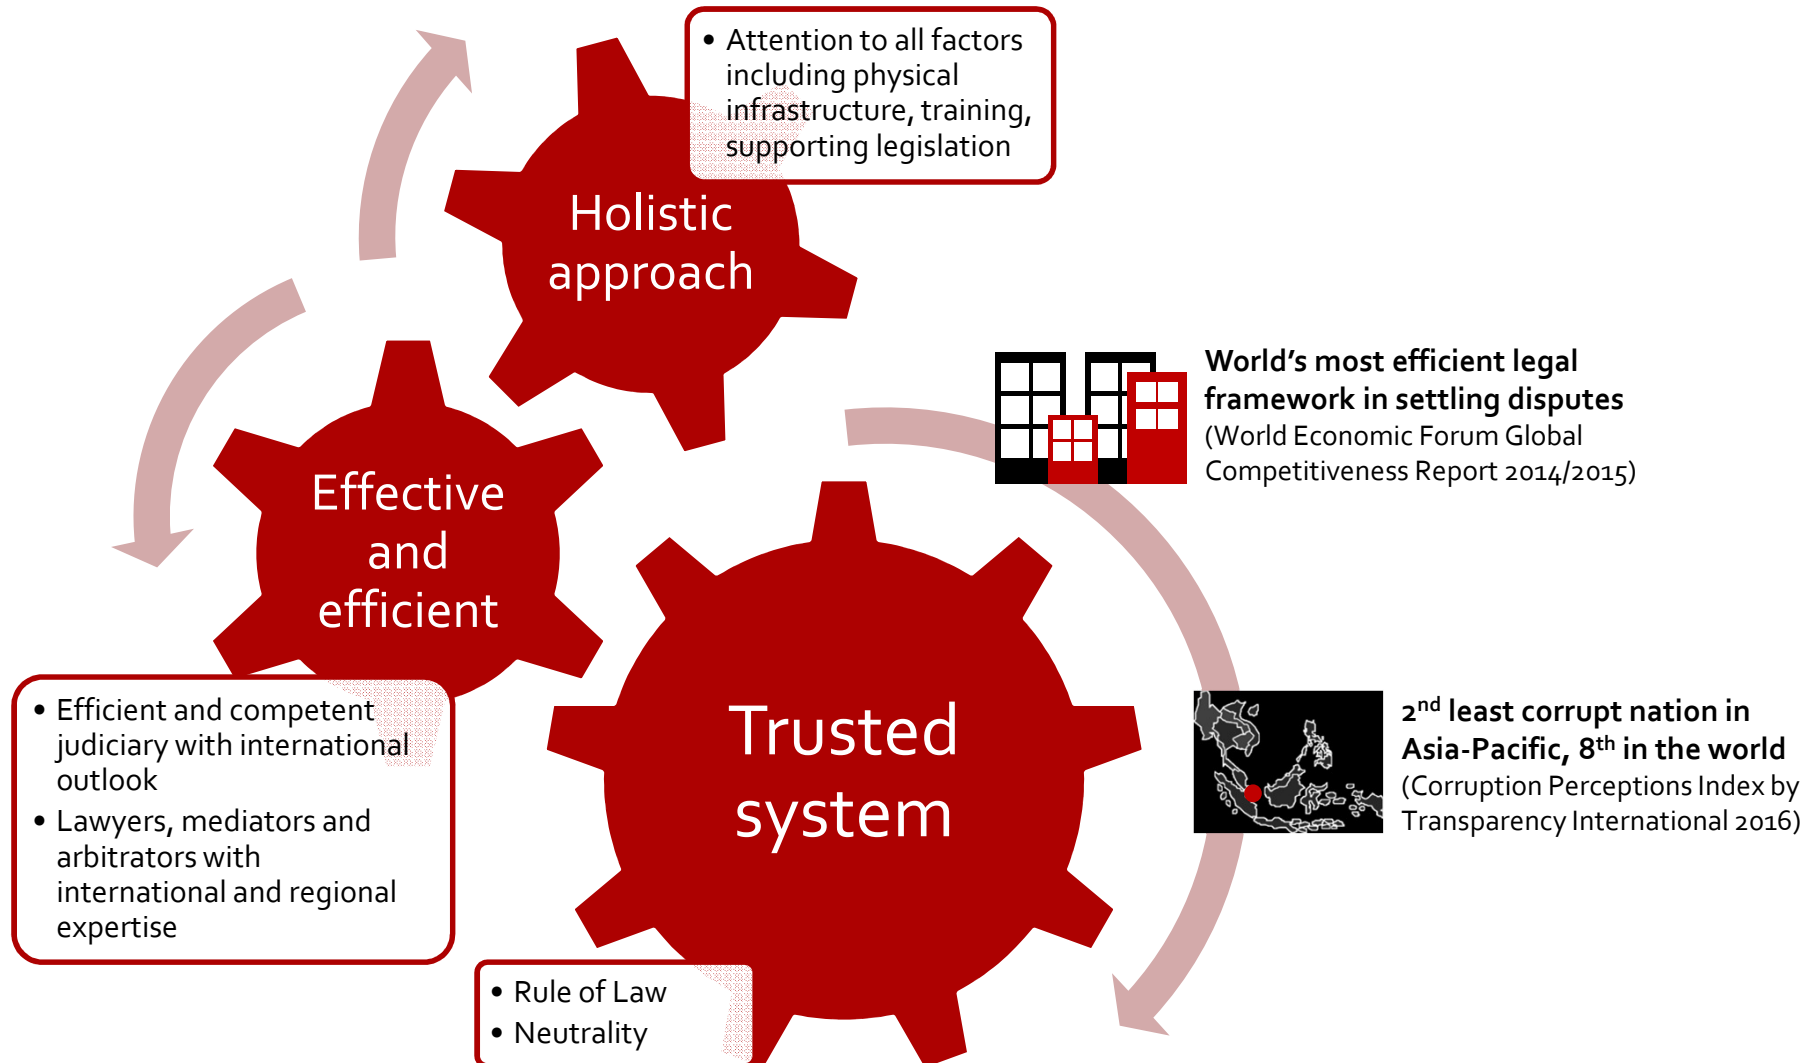 • Attention to all factors
including physical
infrastructure, training,
supporting legislation
Holistic
approach
World’s most efficient legal
framework in settling disputes
(World Economic Forum Global
Competitiveness Report 2014/2015)
Effective
and
efficient
• Efficient and competent
judiciary with international
outlook
• Lawyers, mediators and
arbitrators with
international and regional
expertise
Trusted
system
2nd least corrupt nation in
Asia-Pacific, 8th in the world
(Corruption Perceptions Index by
Transparency International 2016)
• Rule of Law
• Neutrality